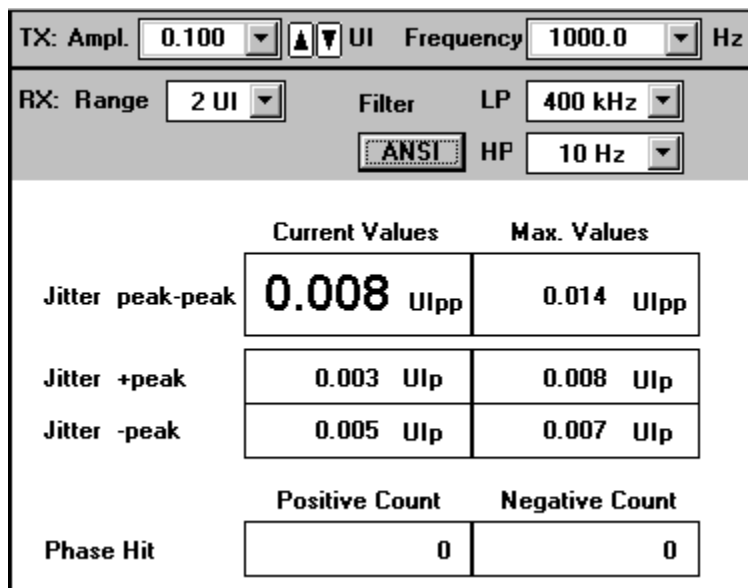 TX: Ampl. 0.100 UI Frequency 1000.0 Hz
RX: Range 2 UI Filter LP 400 kHz
ANSI HP 10 Hz
Current Values Max. Values
Jitter peak-peak 0.008 UIpp 0.014 UIpp
Jitter +peak 0.003 UIp 0.008 UIp
Jitter -peak 0.005 UIp 0.007 UIp
Positive Count Negative Count
Phase Hit 0 0